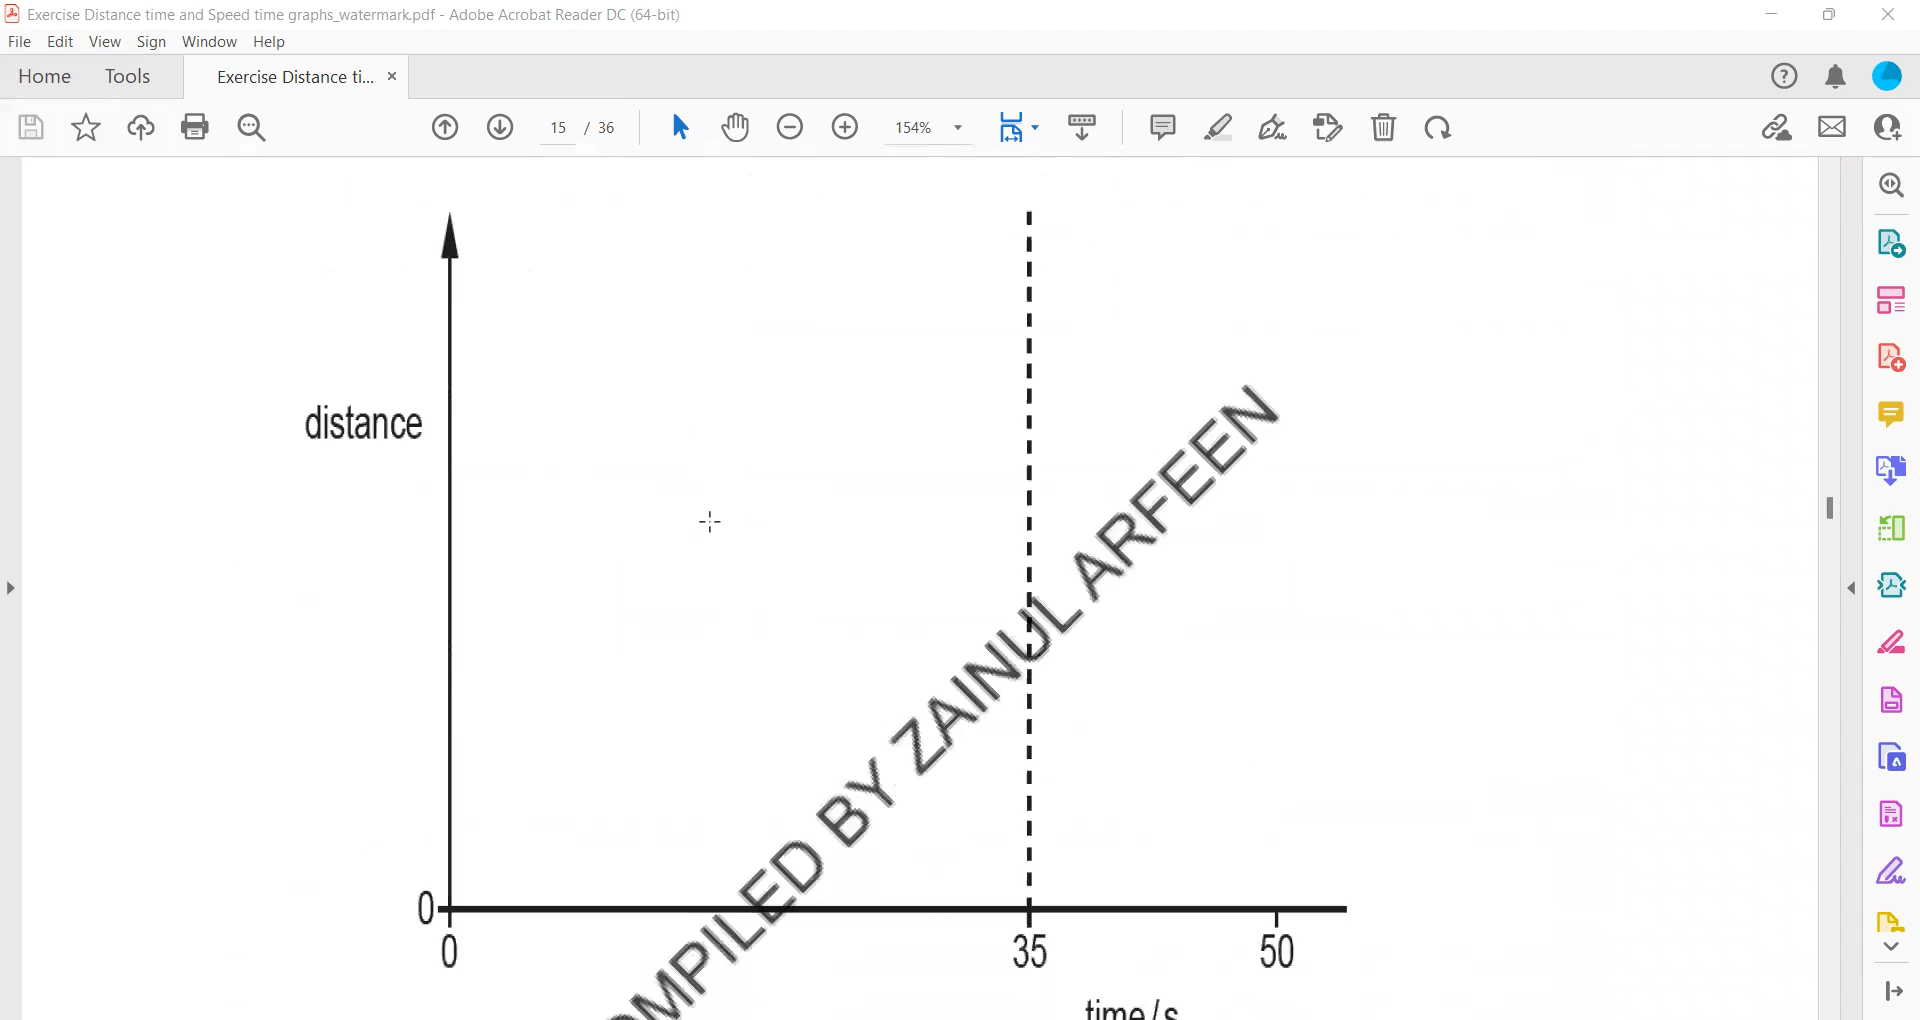 Exercise Distance time and Speed time graphs_watermark.pdf - Adobe Acrobat Reader DC (64-bit)
File Edit View Sign Window Help
Home Tools Exercise Distance ti... ×
15 / 36 154%
distance
COMPILED BY ZAINUL ARFEEN
0
0 35 50
time/s